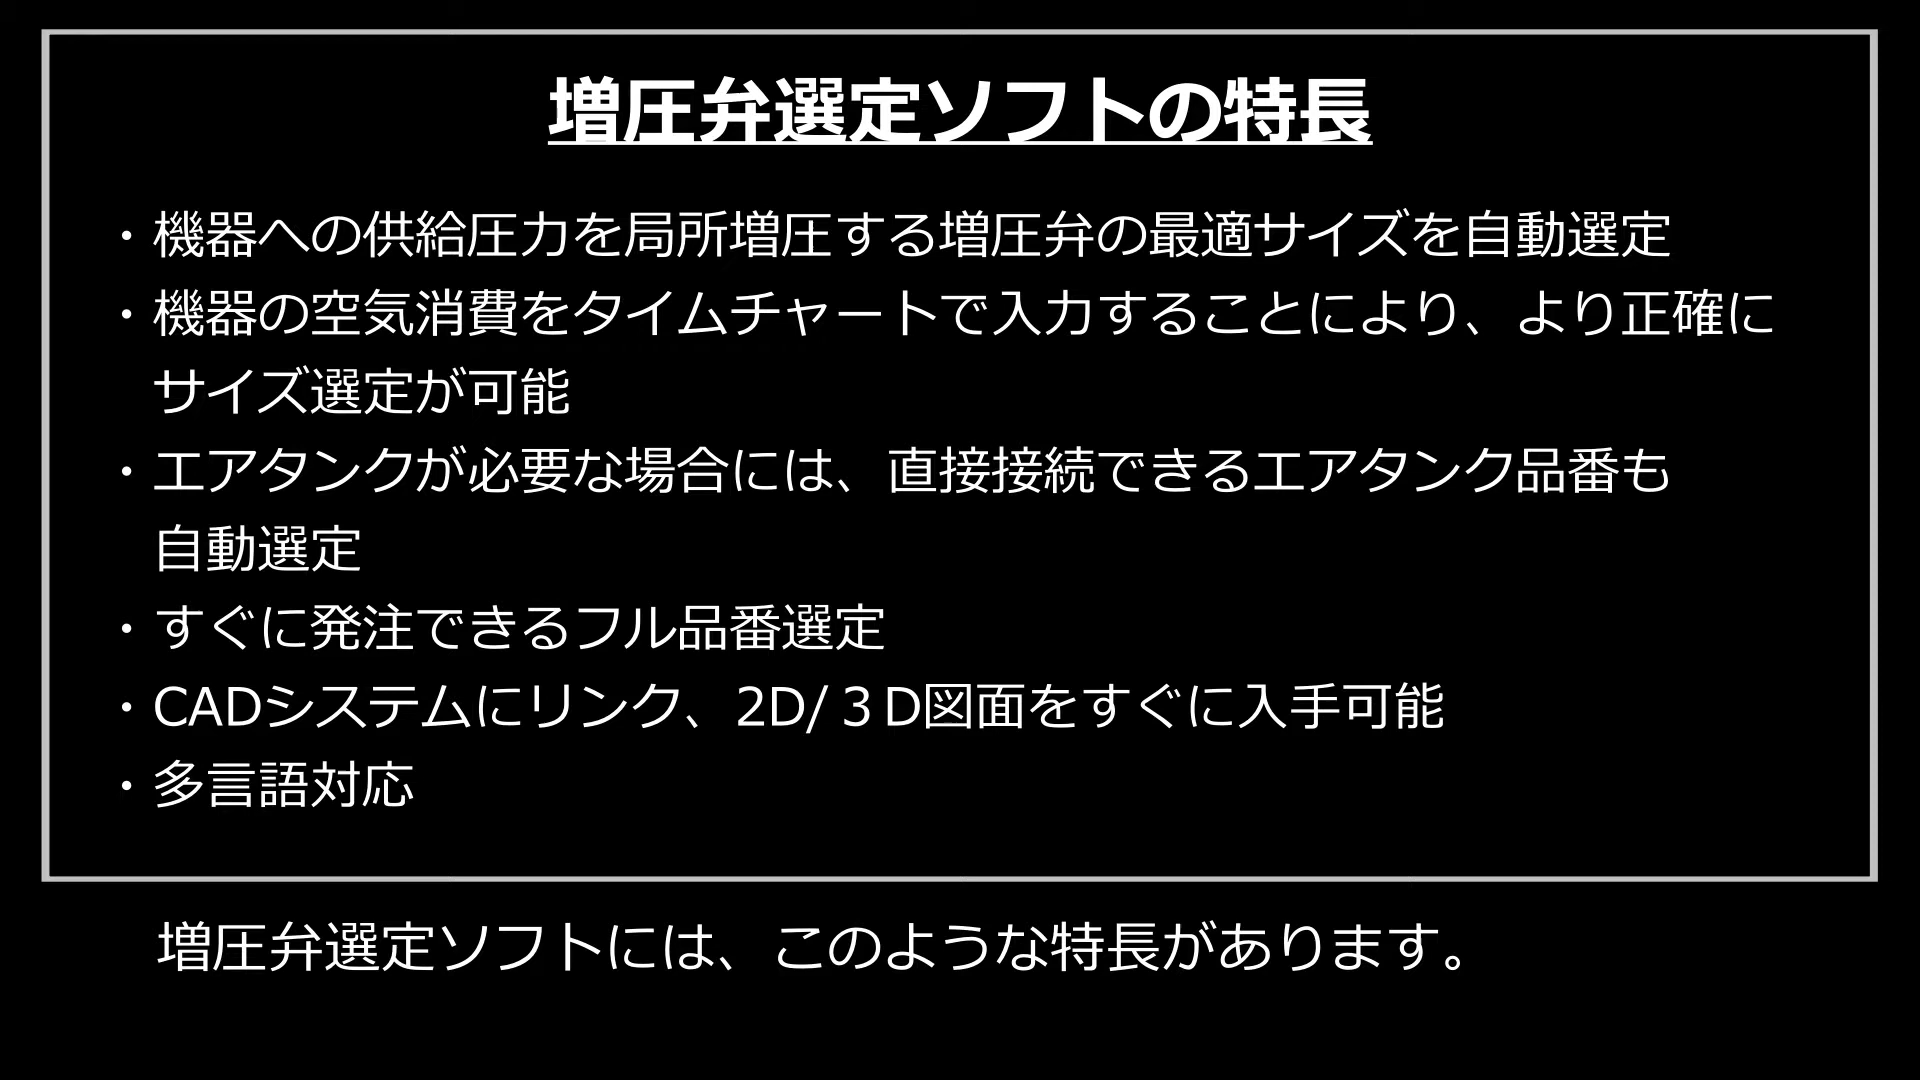 増圧弁選定ソフトの特長
・機器への供給圧力を局所増圧する増圧弁の最適サイズを自動選定
・機器の空気消費をタイムチャートで入力することにより、より正確に
サイズ選定が可能
・エアタンクが必要な場合には、直接接続できるエアタンク品番も
自動選定
・すぐに発注できるフル品番選定
・CADシステムにリンク、2D/３D図面をすぐに入手可能
・多言語対応
増圧弁選定ソフトには、このような特長があります。